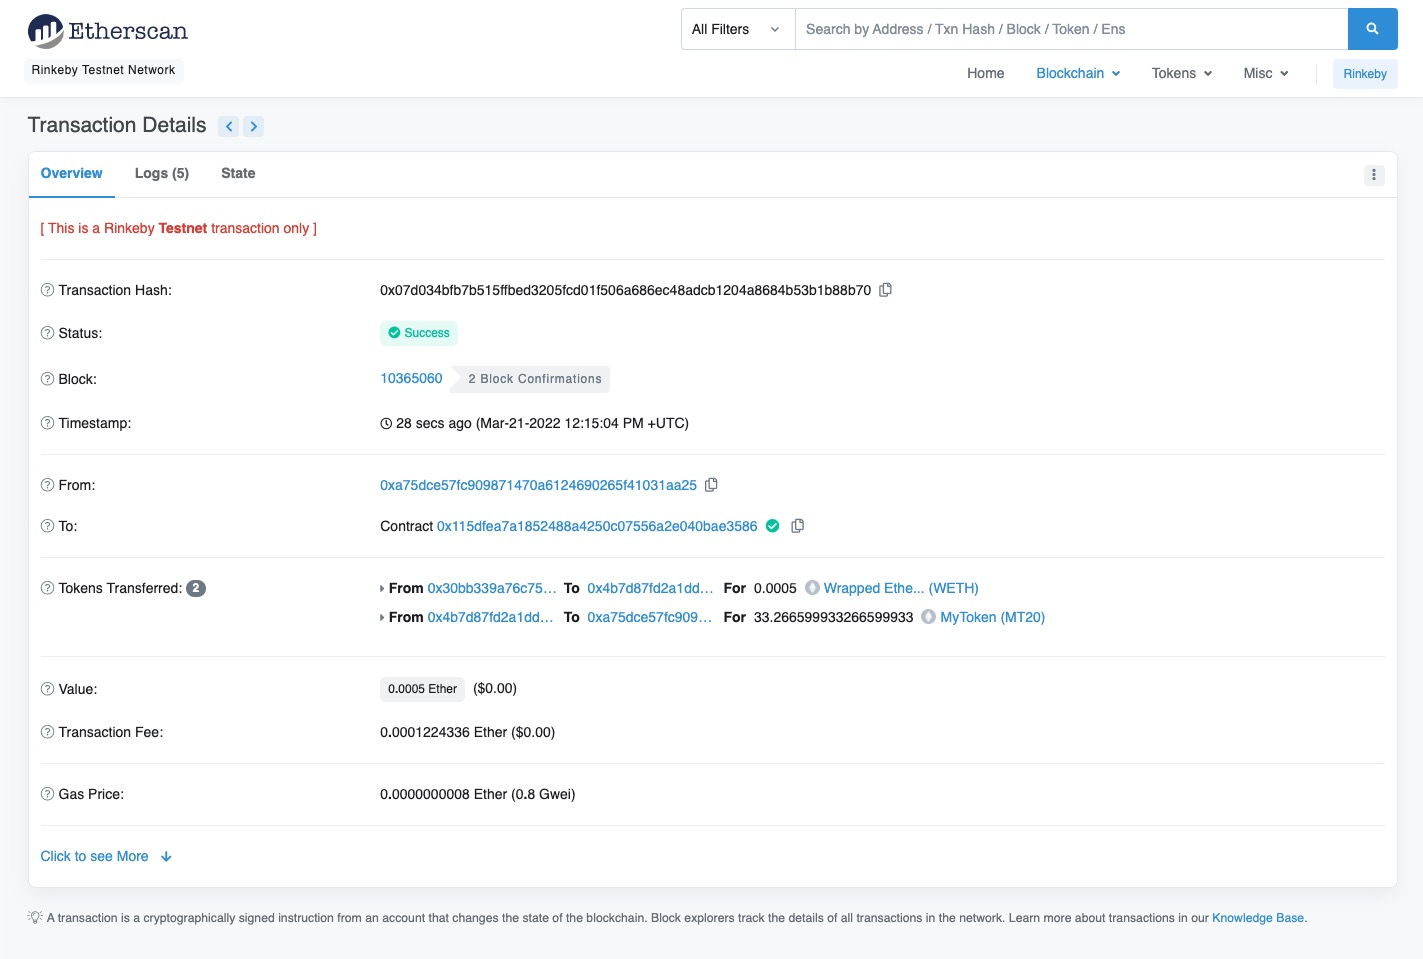 Etherscan
All Filters
Search by Address / Txn Hash / Block / Token / Ens
Rinkeby Testnet Network
Home Blockchain Tokens Misc Rinkeby
Transaction Details
Overview Logs (5) State
[ This is a Rinkeby Testnet transaction only ]
Transaction Hash: 0x07d034bfb7b515ffbed3205fcd01f506a686ec48adcb1204a8684b53b1b88b70
Status: Success
Block: 10365060 2 Block Confirmations
Timestamp: 28 secs ago (Mar-21-2022 12:15:04 PM +UTC)
From: 0xa75dce57fc909871470a6124690265f41031aa25
To: Contract 0x115dfea7a1852488a4250c07556a2e040bae3586
Tokens Transferred: 2 From 0x30bb339a76c75... To 0x4b7d87fd2a1dd... For 0.0005 Wrapped Ethe... (WETH)
From 0x4b7d87fd2a1dd... To 0xa75dce57fc909... For 33.266599933266599933 MyToken (MT20)
Value: 0.0005 Ether ($0.00)
Transaction Fee: 0.0001224336 Ether ($0.00)
Gas Price: 0.0000000008 Ether (0.8 Gwei)
Click to see More
A transaction is a cryptographically signed instruction from an account that changes the state of the blockchain. Block explorers track the details of all transactions in the network. Learn more about transactions in our Knowledge Base.